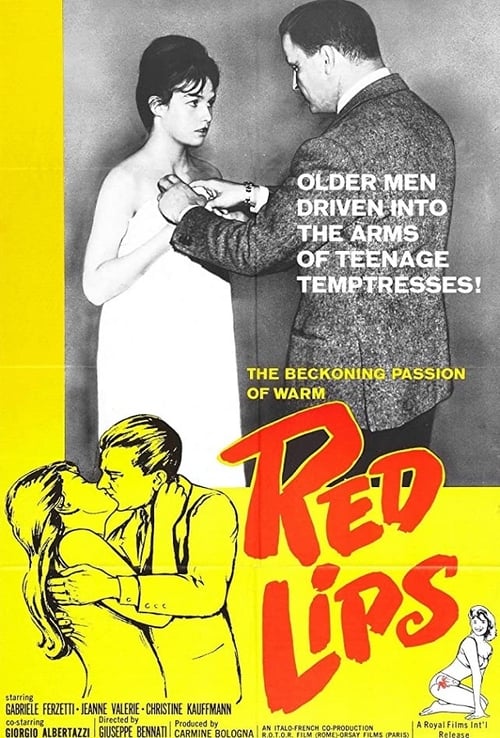 OLDER MEN
DRIVEN INTO
THE ARMS
OF TEENAGE
TEMPTRESSES!
THE BECKONING PASSION
OF WARM
RED
LIPS
starring
GABRIELE FERZETTI · JEANNE VALERIE · CHRISTINE KAUFFMANN
co-starring
GIORGIO ALBERTAZZI
Directed by
GIUSEPPE BENNATI
Produced by
CARMINE BOLOGNA
AN ITALO-FRENCH CO-PRODUCTION
R.O.T.O.R. FILM (ROME)-ORSAY FILMS (PARIS)
A Royal Films Int'l
Release